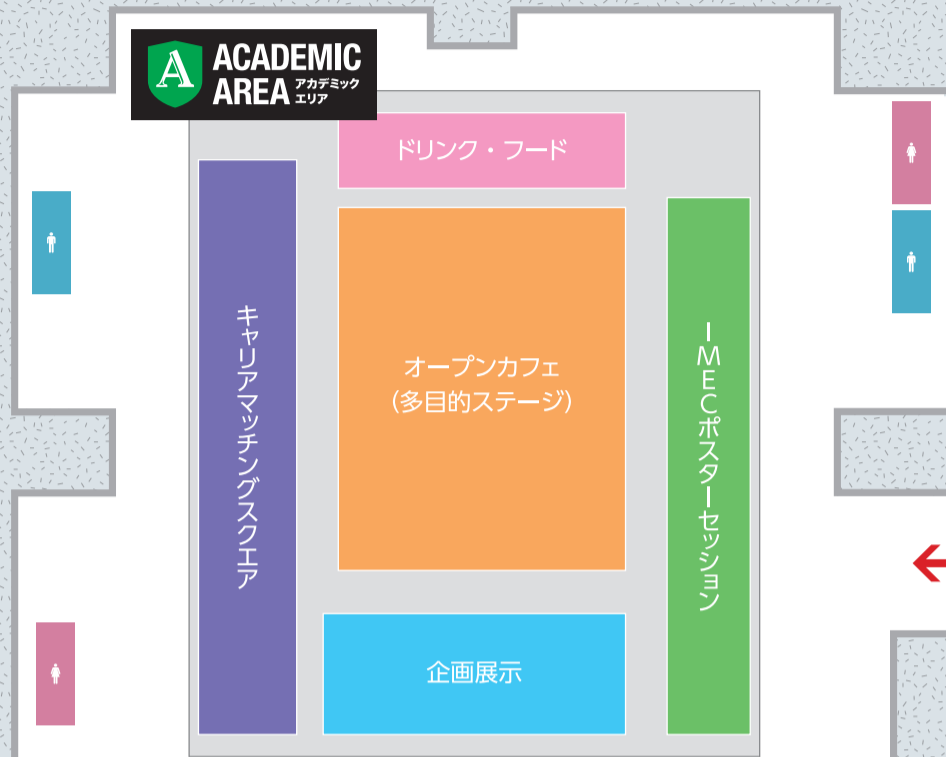 A
ACADEMIC
AREA
アカデミック
エリア
ドリンク・フード
キャリアマッチングスクエア
オープンカフェ
(多目的ステージ)
IMECポスターセッション
企画展示